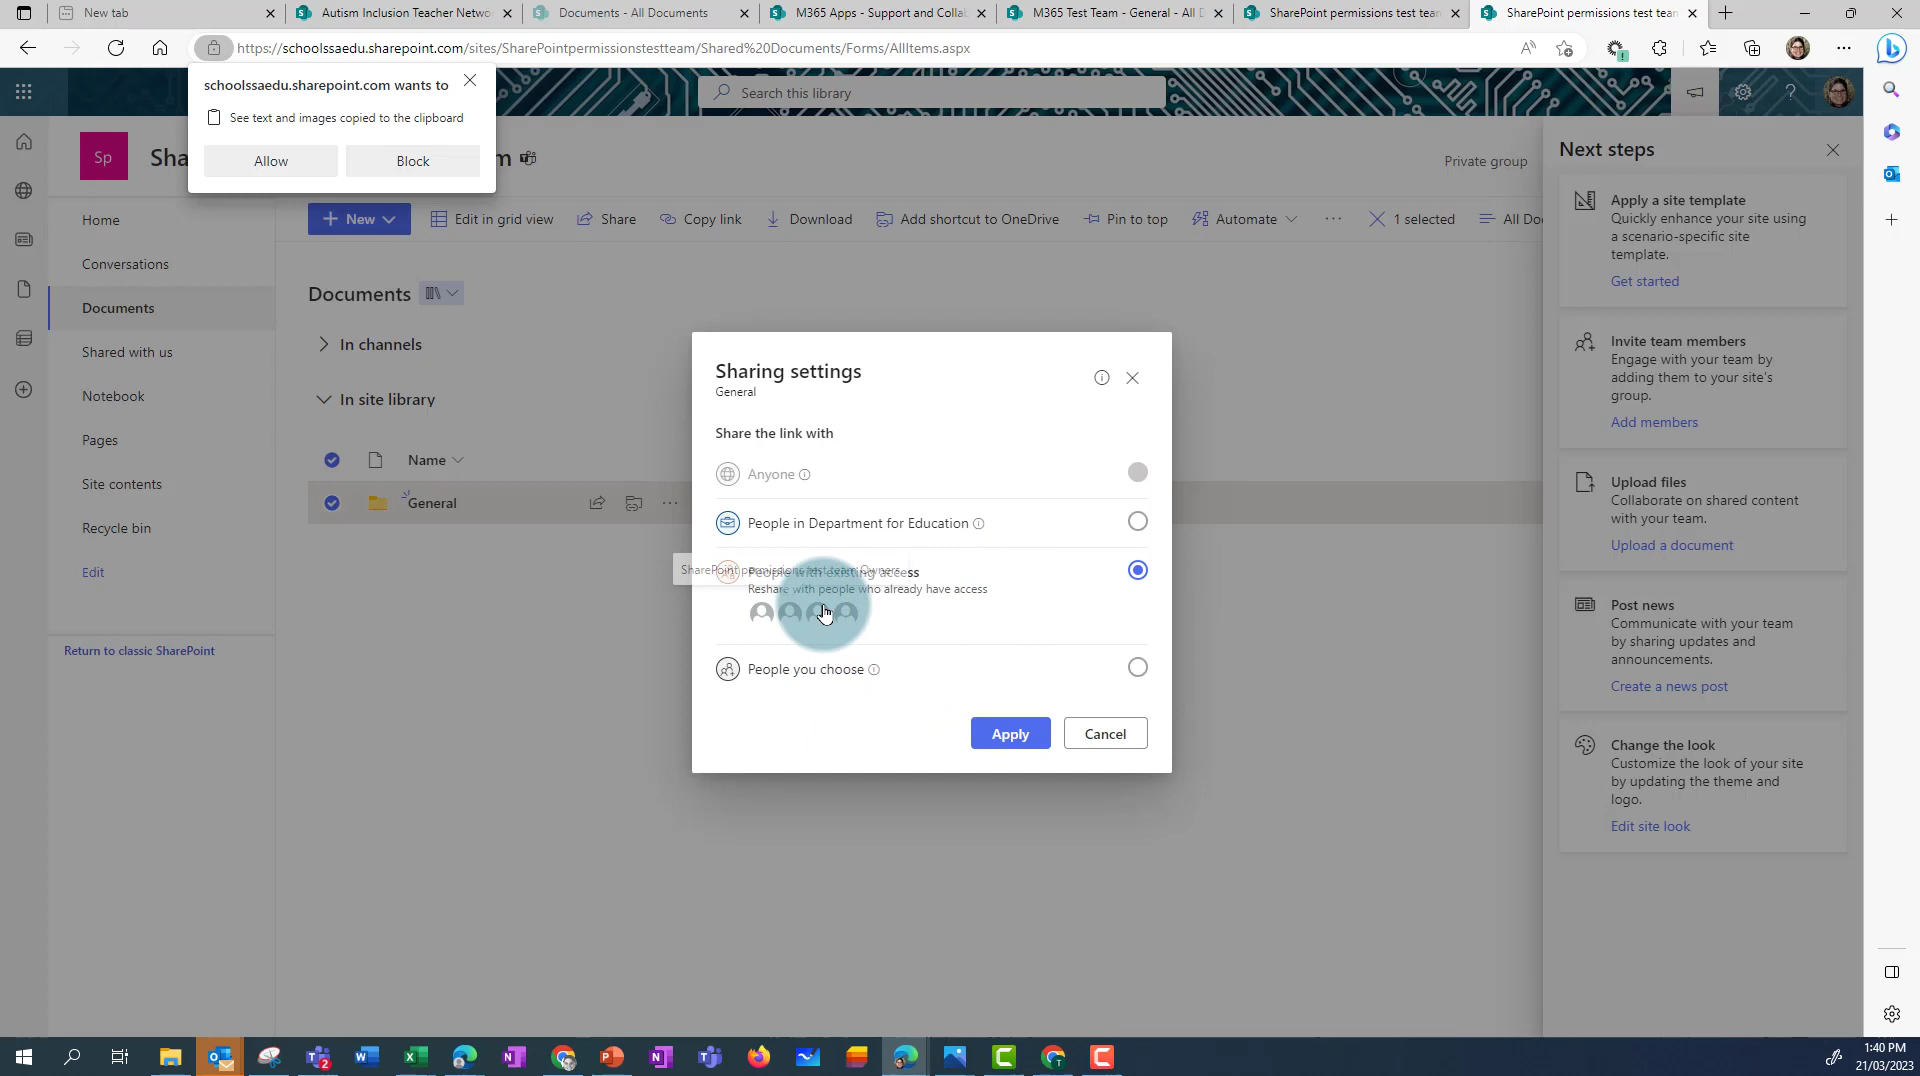 New tab
Autism Inclusion Teacher Netwo
Documents - All Documents
M365 Apps - Support and Collab
M365 Test Team - General - All D
SharePoint permissions test team
SharePoint permissions test team
https://schoolssaedu.sharepoint.com/sites/SharePointpermissionstestteam/Shared%20Documents/Forms/AllItems.aspx
schoolssaedu.sharepoint.com wants to
See text and images copied to the clipboard
Allow
Block
Search this library
Sp
Sha
m
Private group
New
Edit in grid view
Share
Copy link
Download
Add shortcut to OneDrive
Pin to top
Automate
1 selected
All Do
Home
Conversations
Documents
Shared with us
Notebook
Pages
Site contents
Recycle bin
Edit
Return to classic SharePoint
Documents
In channels
In site library
Name
General
Sharing settings
General
Share the link with
Anyone
People in Department for Education
SharePoint permissions test team Owners
People with existing access
Reshare with people who already have access
People you choose
Apply
Cancel
Next steps
Apply a site template
Quickly enhance your site using
a scenario-specific site
template.
Get started
Invite team members
Engage with your team by
adding them to your site's
group.
Add members
Upload files
Collaborate on shared content
with your team.
Upload a document
Post news
Communicate with your team
by sharing updates and
announcements.
Create a news post
Change the look
Customize the look of your site
by updating the theme and
logo.
Edit site look
1:40 PM
21/03/2023